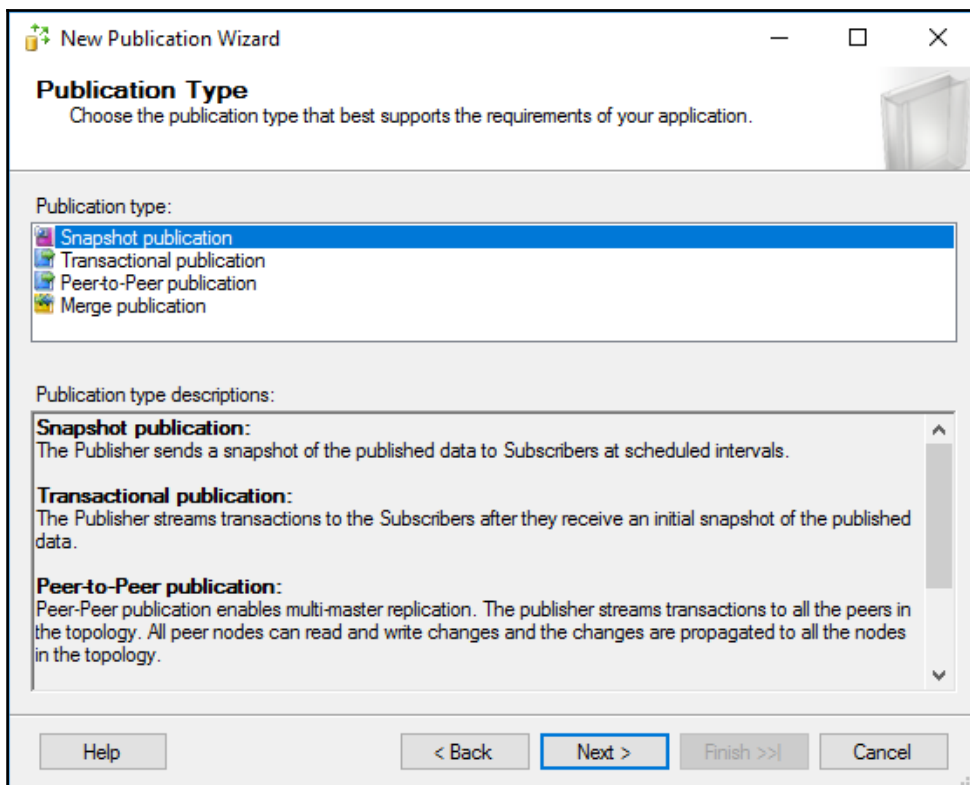 New Publication Wizard
Publication Type
Choose the publication type that best supports the requirements of your application.
Publication type:
Snapshot publication
Transactional publication
Peer-to-Peer publication
Merge publication
Publication type descriptions:
Snapshot publication:
The Publisher sends a snapshot of the published data to Subscribers at scheduled intervals.
Transactional publication:
The Publisher streams transactions to the Subscribers after they receive an initial snapshot of the published
data.
Peer-to-Peer publication:
Peer-Peer publication enables multi-master replication. The publisher streams transactions to all the peers in
the topology. All peer nodes can read and write changes and the changes are propagated to all the nodes
in the topology.
Help
< Back
Next >
Finish >>|
Cancel